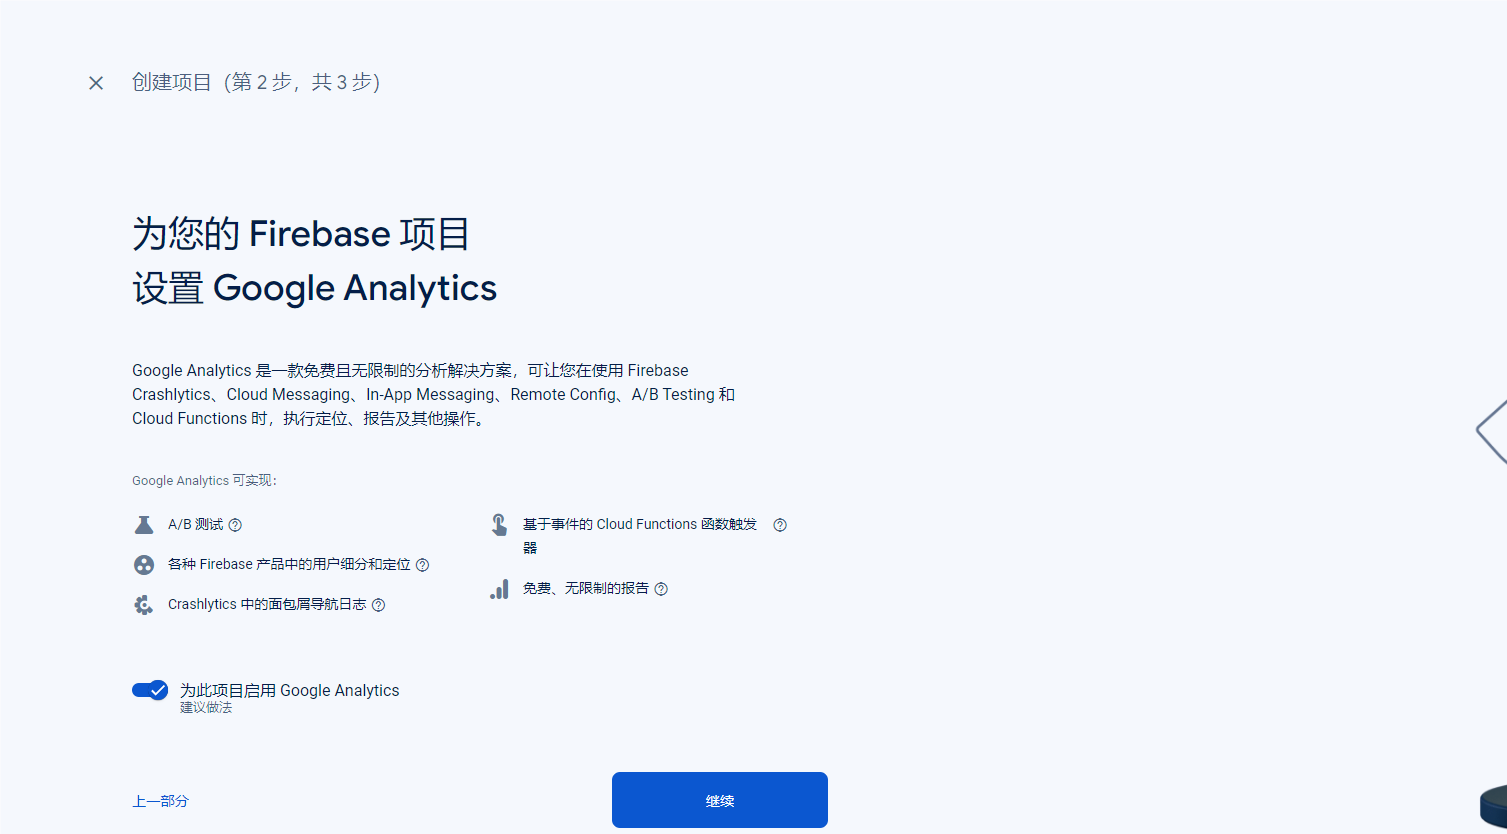 创建项目（第 2 步，共 3 步）
为您的 Firebase 项目
设置 Google Analytics
Google Analytics 是一款免费且无限制的分析解决方案，可让您在使用 Firebase
Crashlytics、Cloud Messaging、In-App Messaging、Remote Config、A/B Testing 和
Cloud Functions 时，执行定位、报告及其他操作。
Google Analytics 可实现：
A/B 测试
各种 Firebase 产品中的用户细分和定位
Crashlytics 中的面包屑导航日志
基于事件的 Cloud Functions 函数触发
器
免费、无限制的报告
为此项目启用 Google Analytics
建议做法
上一部分
继续